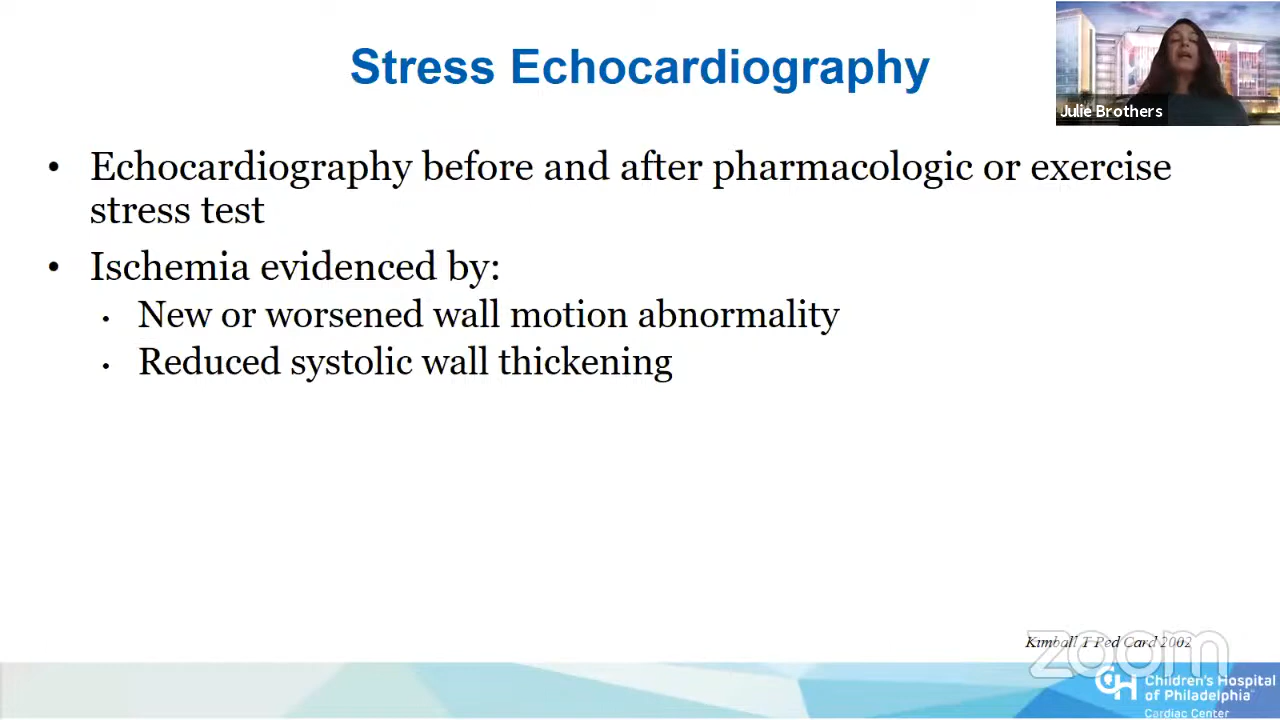 Stress Echocardiography
Julie Brothers
• Echocardiography before and after pharmacologic or exercise
stress test
• Ischemia evidenced by:
• New or worsened wall motion abnormality
• Reduced systolic wall thickening
Kimball T Ped Card 2002
zoom
Children's Hospital
of Philadelphia
Cardiac Center